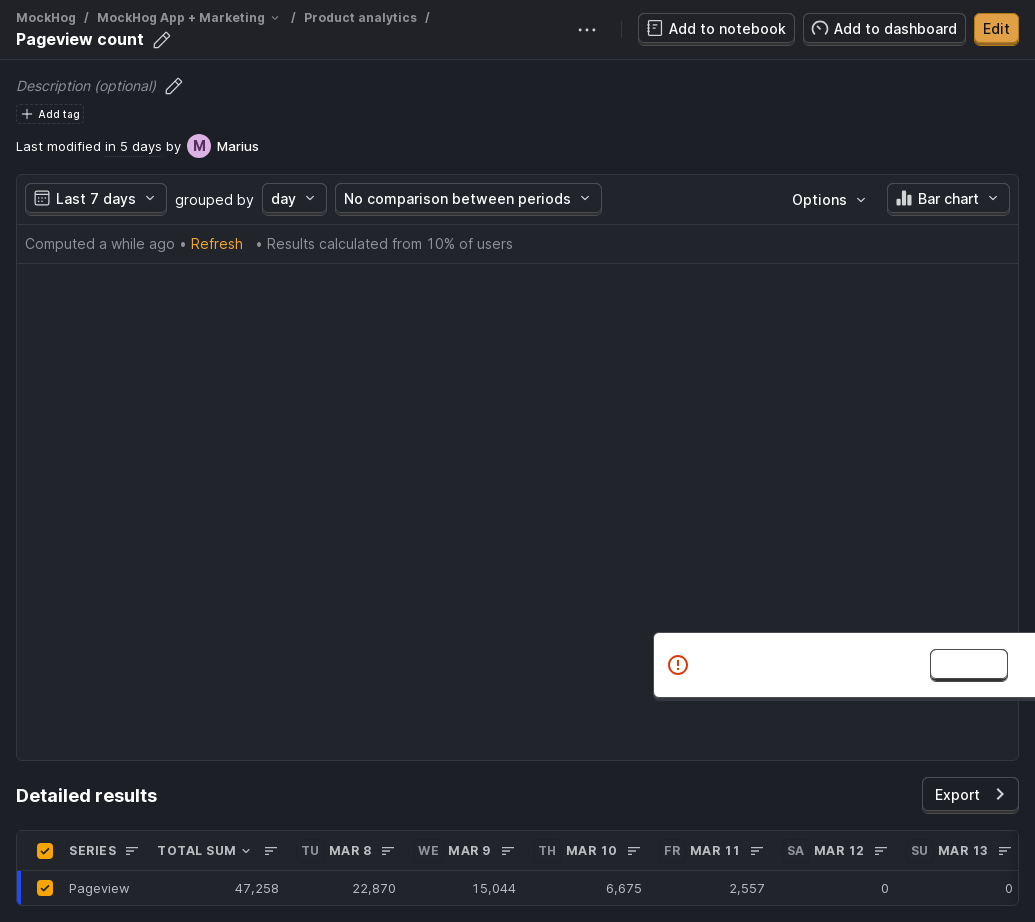 MockHog / MockHog App + Marketing / Product analytics /
Pageview count
Add to notebook
Add to dashboard
Edit
Description (optional)
Add tag
Last modified in 5 days by M Marius
Last 7 days grouped by day No comparison between periods Options Bar chart
Computed a while ago • Refresh • Results calculated from 10% of users
Detailed results
Export
SERIES TOTAL SUM TU MAR 8 WE MAR 9 TH MAR 10 FR MAR 11 SA MAR 12 SU MAR 13
Pageview 47,258 22,870 15,044 6,675 2,557 0 0